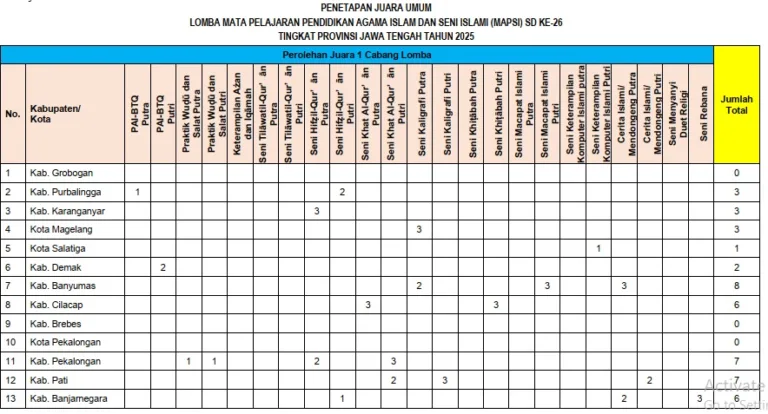 PENETAPAN JUARA UMUM
LOMBA MATA PELAJARAN PENDIDIKAN AGAMA ISLAM DAN SENI ISLAMI (MAPSI) SD KE-26
TINGKAT PROVINSI JAWA TENGAH TAHUN 2025
Perolehan Juara 1 Cabang Lomba
No.
Kabupaten/
Kota
PAI-BTQ
Putra
PAI-BTQ
Putri
Praktik Wuḍū dan
Salat Putra
Praktik Wuḍū dan
Salat Putri
Keterampilan Ażan
dan Iqāmah
Seni Tilāwatil-Qur' ān
Putra
Seni Tilāwatil-Qur' ān
Putri
Seni Hifẓil-Qur' ān
Putra
Seni Hifẓil-Qur' ān
Putri
Seni Khat Al-Qur' ān
Putra
Seni Khat Al-Qur' ān
Putri
Seni Kaligrafi Putra
Seni Kaligrafi Putri
Seni Khiṭābah Putra
Seni Khiṭābah Putri
Seni Macapat Islami
Putra
Seni Macapat Islami
Putri
Seni Keterampilan
Komputer Islami putra
Seni Keterampilan
Komputer Islami Putri
Cerita Islami/
Mendongeng Putra
Cerita Islami/
Mendongeng Putri
Seni Menyanyi
Duet Religi
Seni Rebana
Jumlah
Total
1 Kab. Grobogan 0
2 Kab. Purbalingga 1 2 3
3 Kab. Karanganyar 3 3
4 Kota Magelang 3 3
5 Kota Salatiga 1 1
6 Kab. Demak 2 2
7 Kab. Banyumas 2 3 3 8
8 Kab. Cilacap 3 3 6
9 Kab. Brebes 0
10 Kota Pekalongan 0
11 Kab. Pekalongan 1 1 2 3 7
12 Kab. Pati 2 3 2 7
13 Kab. Banjarnegara 1 2 3 6
Activate
Go to Settin